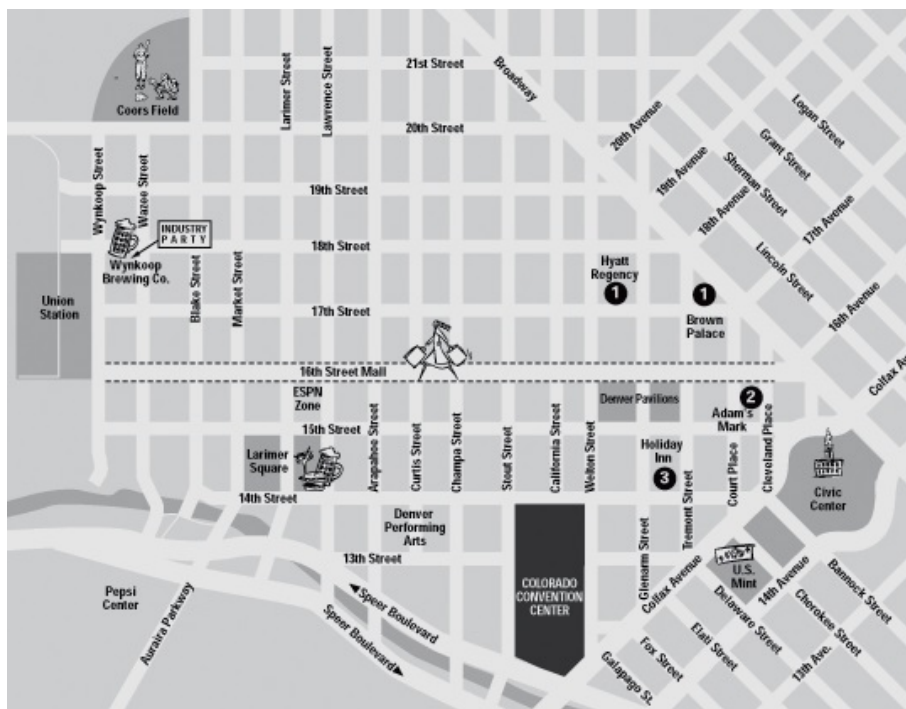 21st Street
Broadway
Larimer Street
Lawrence Street
Coors Field
20th Street
20th Avenue
Logan Street
Grant Street
Sherman Street
19th Avenue
18th Avenue
17th Avenue
Lincoln Street
16th Avenue
Colfax Av
Wynkoop Street
Wazee Street
19th Street
INDUSTRY
PARTY
18th Street
Wynkoop
Brewing Co.
Blake Street
Market Street
Hyatt
Regency
1
1
Brown
Palace
Union
Station
17th Street
16th Street Mall
ESPN
Zone
Denver Pavilions
2
Adam's
Mark
15th Street
Larimer
Square
Arapahoe Street
Curtis Street
Champa Street
Stout Street
California Street
Welton Street
Holiday
Inn
3
Tremont Street
Court Place
Cleveland Place
Civic
Center
14th Street
Denver
Performing
Arts
13th Street
Glenarm Street
Colfax Avenue
U.S.
Mint
14th Avenue
Bannock Street
Cherokee Street
13th Ave.
Delaware Street
Elati Street
Fox Street
Galapago St.
COLORADO
CONVENTION
CENTER
Pepsi
Center
Auraira Parkway
Speer Boulevard
Speer Boulevard